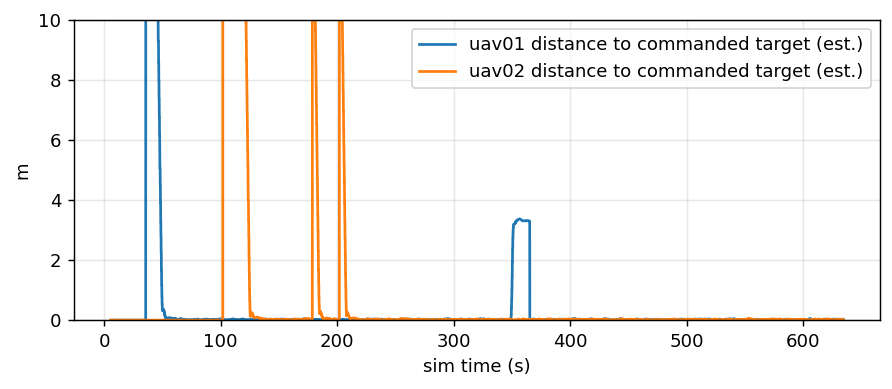 10
8
6
4
2
0
m
uav01 distance to commanded target (est.)
uav02 distance to commanded target (est.)
0 100 200 300 400 500 600
sim time (s)